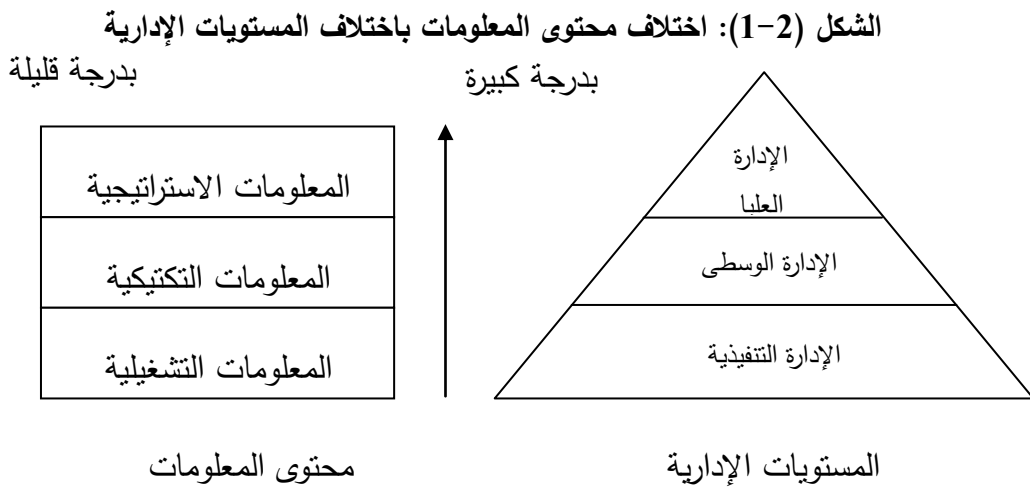 الشكل (2-1): اختلاف محتوى المعلومات باختلاف المستويات الإدارية
بدرجة كبيرة
بدرجة قليلة
الإدارة
العليا
الإدارة الوسطى
الإدارة التنفيذية
المعلومات الاستراتيجية
المعلومات التكتيكية
المعلومات التشغيلية
المستويات الإدارية
محتوى المعلومات